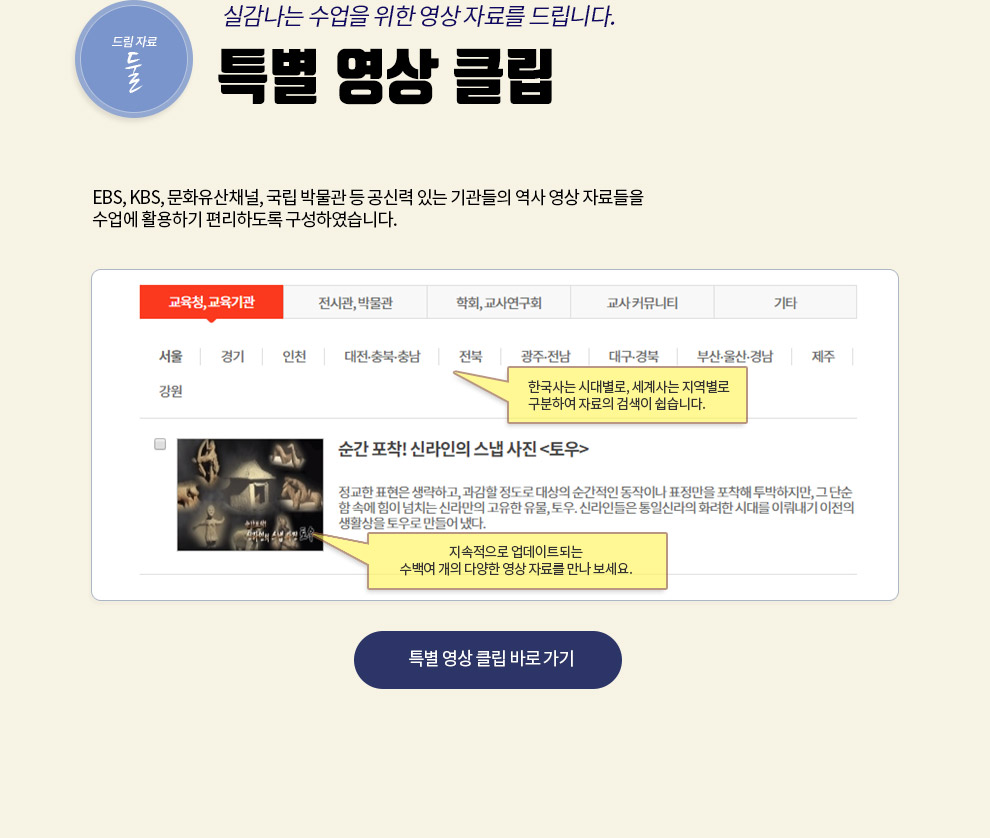 드림 자료
둘
실감나는 수업을 위한 영상 자료를 드립니다.
특별 영상 클립
EBS, KBS, 문화유산채널, 국립 박물관 등 공신력 있는 기관들의 역사 영상 자료들을
수업에 활용하기 편리하도록 구성하였습니다.
교육청, 교육기관 전시관, 박물관 학회, 교사연구회 교사 커뮤니티 기타
서울 경기 인천 대전·충북·충남 전북 광주·전남 대구·경북 부산·울산·경남 제주
강원
한국사는 시대별로, 세계사는 지역별로
구분하여 자료의 검색이 쉽습니다.
순간 포착! 신라인의 스냅 사진 <토우>
정교한 표현은 생략하고, 과감할 정도로 대상의 순간적인 동작이나 표정만을 포착해 투박하지만, 그 단순
함 속에 힘이 넘치는 신라만의 고유한 유물, 토우. 신라인들은 통일신라의 화려한 시대를 이뤄내기 이전의
생활상을 토우로 만들어 냈다.
신라인의 스냅 사진 토우
지속적으로 업데이트되는
수백여 개의 다양한 영상 자료를 만나 보세요.
특별 영상 클립 바로 가기